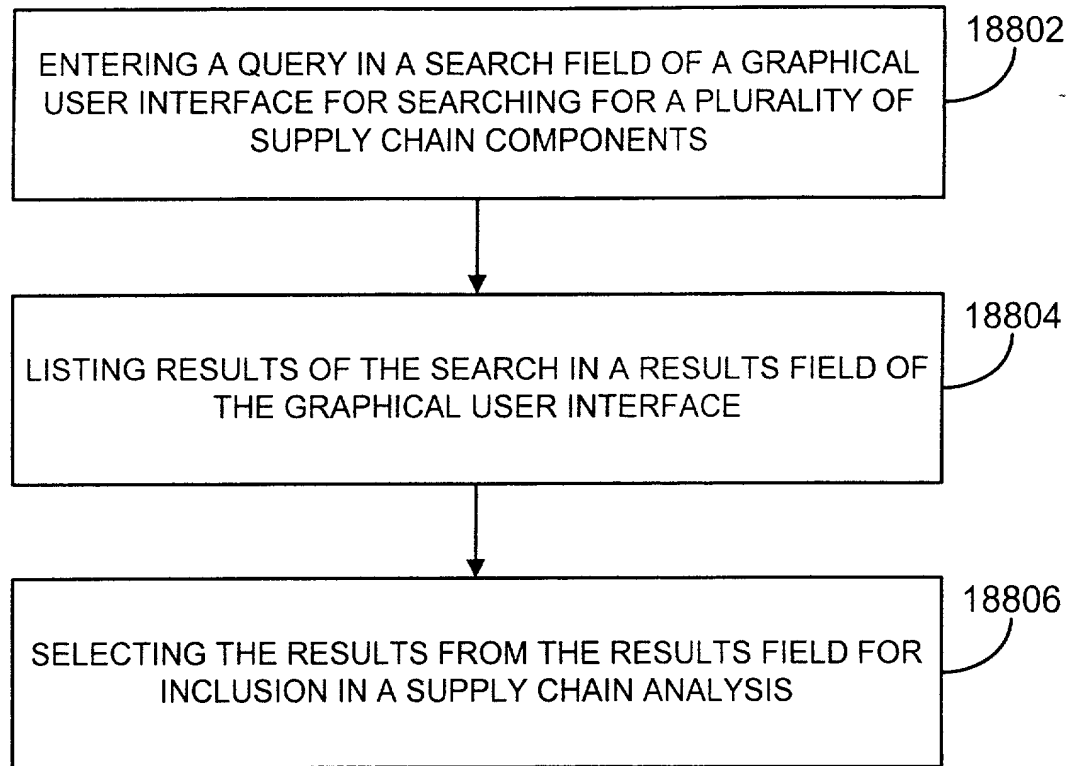 18802
ENTERING A QUERY IN A SEARCH FIELD OF A GRAPHICAL
USER INTERFACE FOR SEARCHING FOR A PLURALITY OF
SUPPLY CHAIN COMPONENTS
18804
LISTING RESULTS OF THE SEARCH IN A RESULTS FIELD OF
THE GRAPHICAL USER INTERFACE
18806
SELECTING THE RESULTS FROM THE RESULTS FIELD FOR
INCLUSION IN A SUPPLY CHAIN ANALYSIS